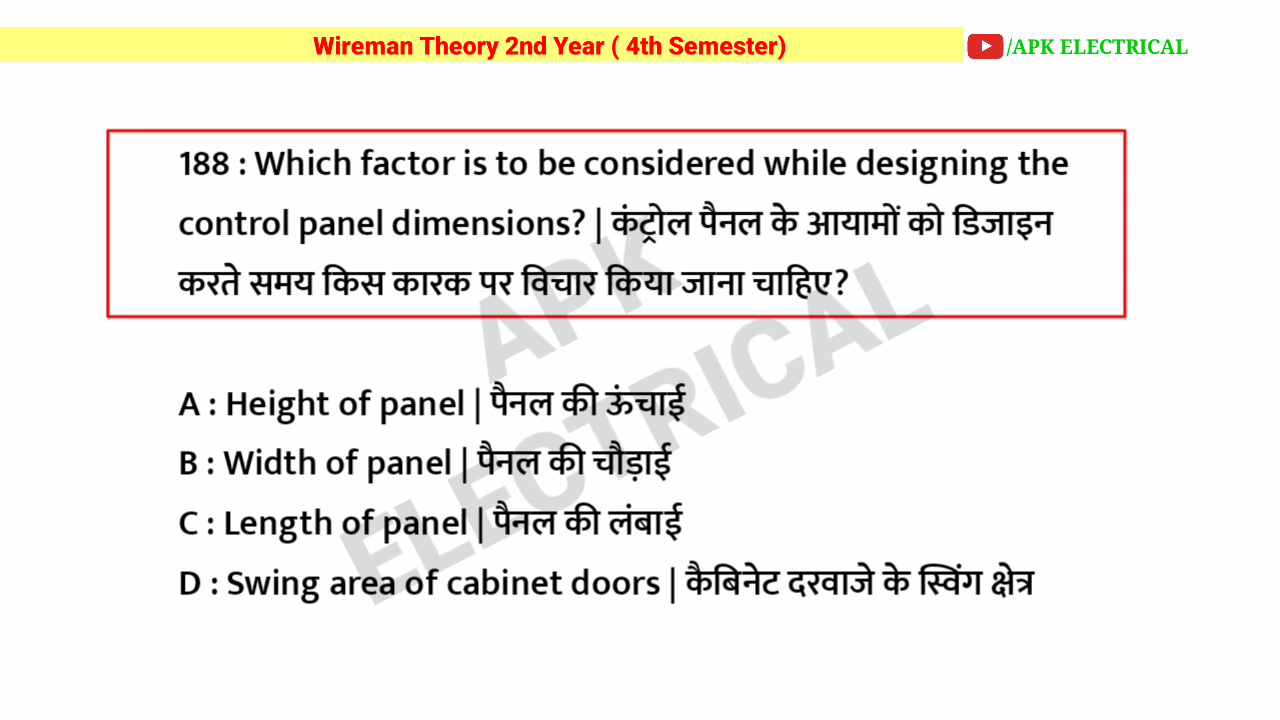 Wireman Theory 2nd Year ( 4th Semester)
/APK ELECTRICAL
188 : Which factor is to be considered while designing the
control panel dimensions? | कंट्रोल पैनल के आयामों को डिजाइन
करते समय किस कारक पर विचार किया जाना चाहिए?
A : Height of panel | पैनल की ऊंचाई
B : Width of panel | पैनल की चौड़ाई
C : Length of panel | पैनल की लंबाई
D : Swing area of cabinet doors | कैबिनेट दरवाजे के स्विंग क्षेत्र
APK
ELECTRICAL